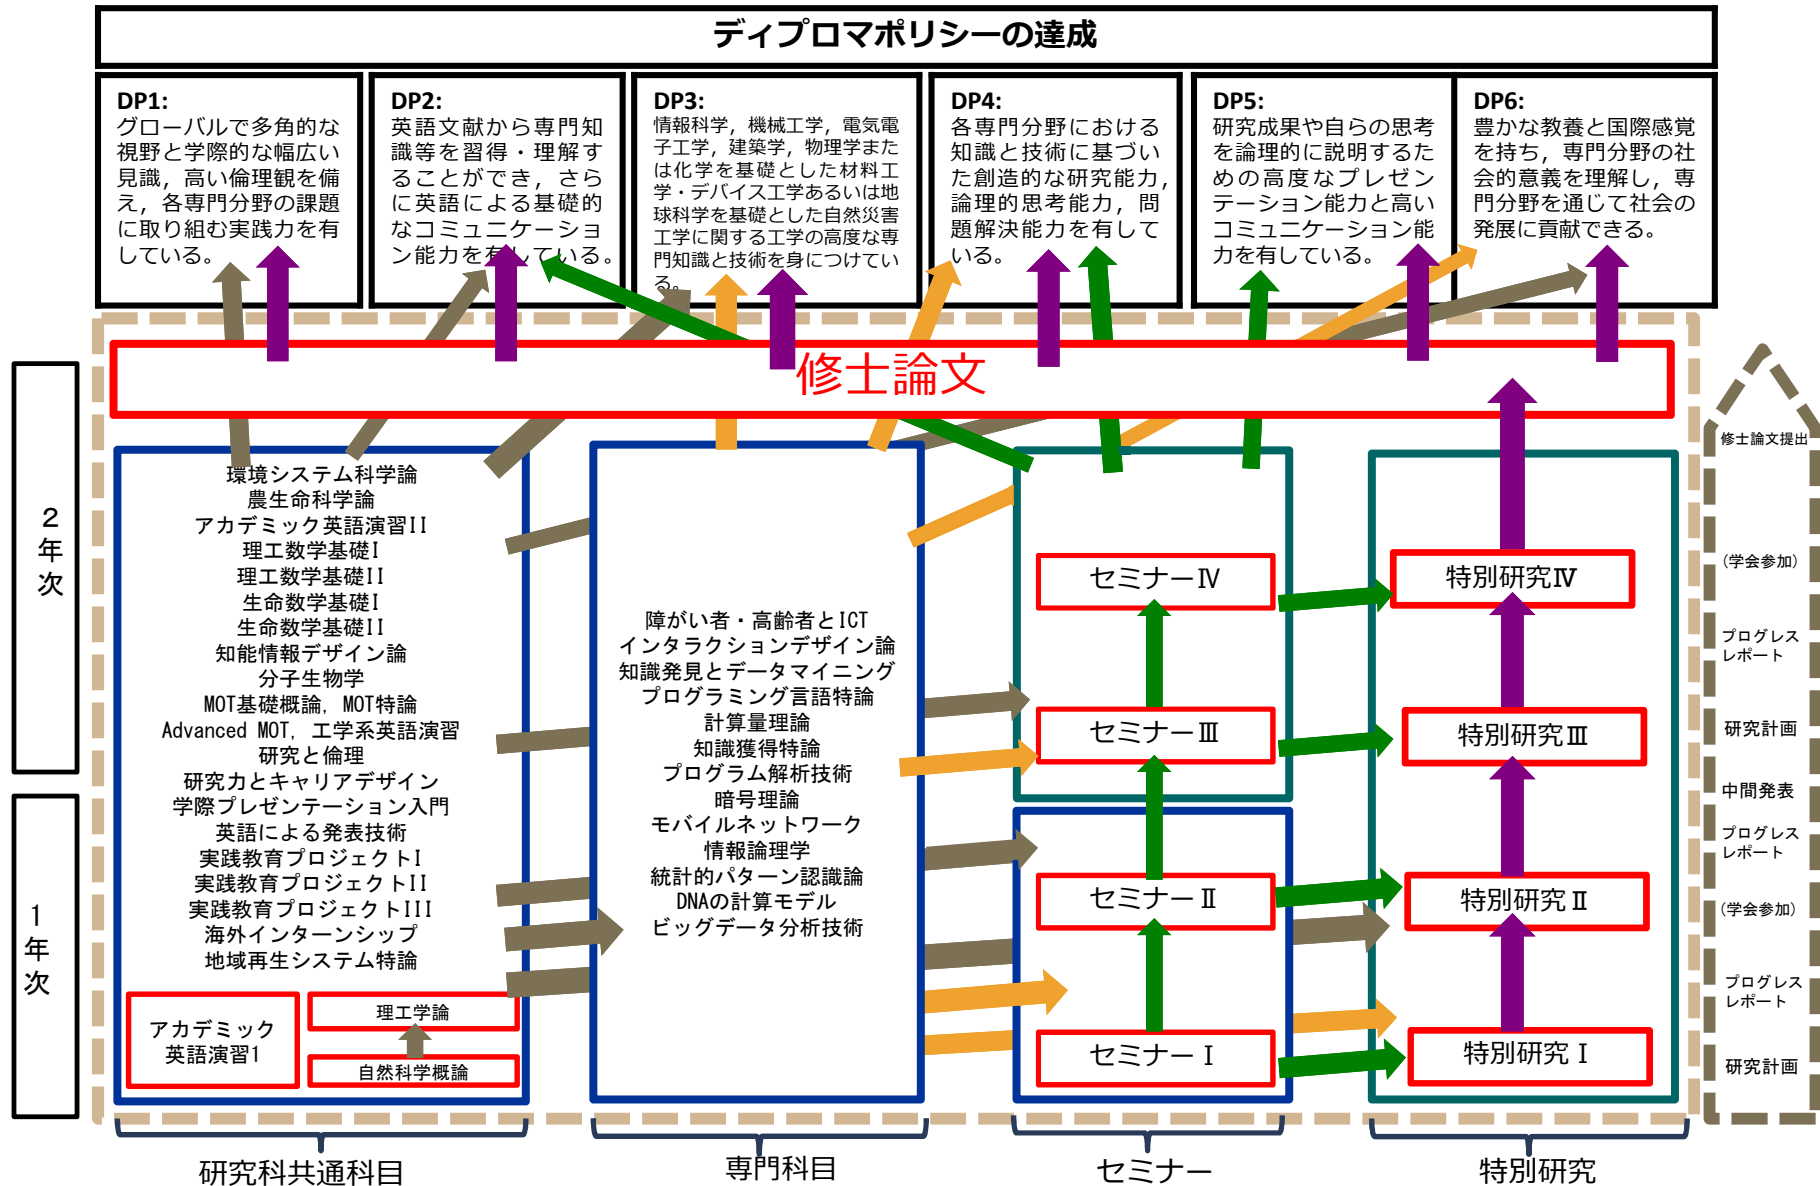 ディプロマポリシーの達成
DP1:
グローバルで多角的な
視野と学際的な幅広い
見識，高い倫理観を備
え，各専門分野の課題
に取り組む実践力を有
している。
DP2:
英語文献から専門知
識等を習得・理解す
ることができ，さら
に英語による基礎的
なコミュニケーショ
ン能力を有している。
DP3:
情報科学，機械工学，電気電
子工学，建築学，物理学また
は化学を基礎とした材料工
学・デバイス工学あるいは地
球科学を基礎とした自然災害
工学に関する工学の高度な専
門知識と技術を身につけてい
る。
DP4:
各専門分野における
知識と技術に基づい
た創造的な研究能力，
論理的思考能力，問
題解決能力を有して
いる。
DP5:
研究成果や自らの思考
を論理的に説明するた
めの高度なプレゼン
テーション能力と高い
コミュニケーション能
力を有している。
DP6:
豊かな教養と国際感覚
を持ち，専門分野の社
会的意義を理解し，専
門分野を通じて社会の
発展に貢献できる。
修士論文
2
年
次
1
年
次
環境システム科学論
農生命科学論
アカデミック英語演習II
理工数学基礎I
理工数学基礎II
生命数学基礎I
生命数学基礎II
知能情報デザイン論
分子生物学
MOT基礎概論，MOT特論
Advanced MOT，工学系英語演習
研究と倫理
研究力とキャリアデザイン
学際プレゼンテーション入門
英語による発表技術
実践教育プロジェクトI
実践教育プロジェクトII
実践教育プロジェクトIII
海外インターンシップ
地域再生システム特論
アカデミック
英語演習1
理工学論
自然科学概論
障がい者・高齢者とICT
インタラクションデザイン論
知識発見とデータマイニング
プログラミング言語特論
計算量理論
知識獲得特論
プログラム解析技術
暗号理論
モバイルネットワーク
情報論理学
統計的パターン認識論
DNAの計算モデル
ビッグデータ分析技術
セミナーⅣ
セミナーⅢ
セミナーⅡ
セミナーⅠ
特別研究Ⅳ
特別研究Ⅲ
特別研究Ⅱ
特別研究Ⅰ
修士論文提出
(学会参加)
プログレス
レポート
研究計画
中間発表
プログレス
レポート
(学会参加)
プログレス
レポート
研究計画
研究科共通科目
専門科目
セミナー
特別研究